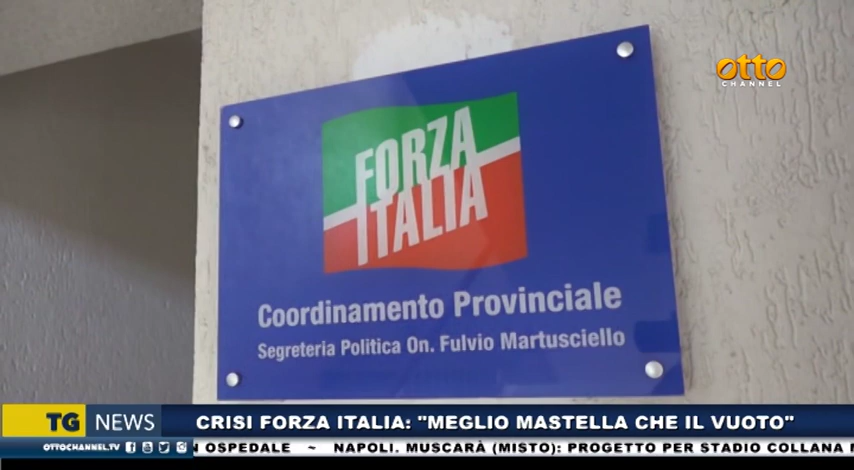 otto
CHANNEL
FORZA
ITALIA
Coordinamento Provinciale
Segreteria Politica On. Fulvio Martusciello
TG NEWS
CRISI FORZA ITALIA: "MEGLIO MASTELLA CHE IL VUOTO"
OTTOCHANNEL.TV
N OSPEDALE ~ NAPOLI. MUSCARÀ (MISTO): PROGETTO PER STADIO COLLANA